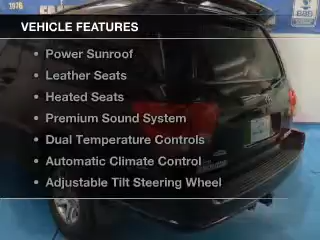 VEHICLE FEATURES
• Power Sunroof
• Leather Seats
• Heated Seats
• Premium Sound System
• Dual Temperature Controls
• Automatic Climate Control
• Adjustable Tilt Steering Wheel